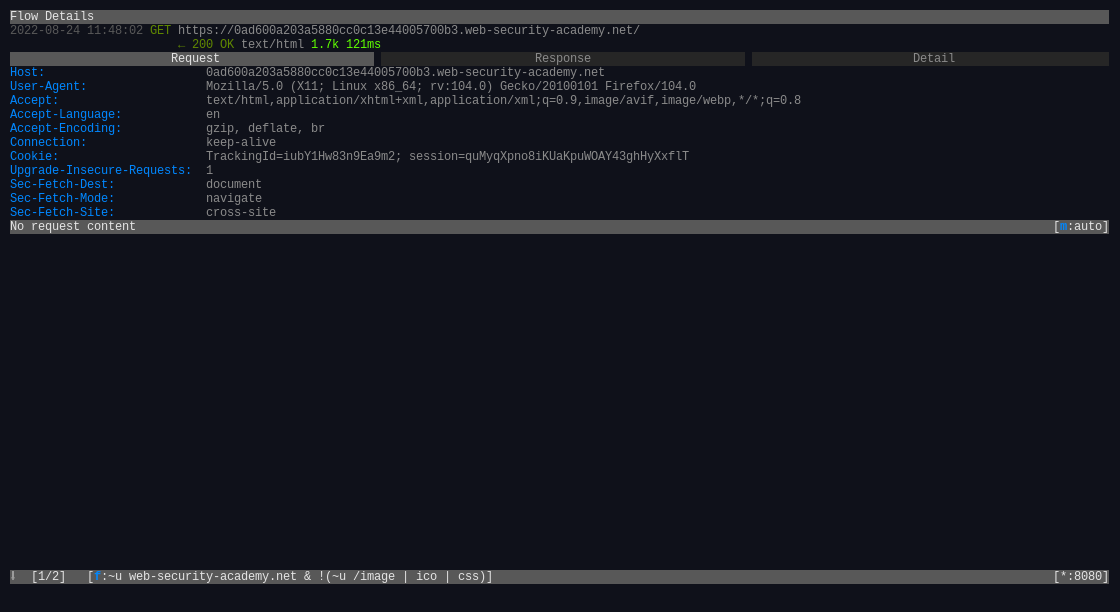 Flow Details
2022-08-24 11:48:02 GET https://0ad600a203a5880cc0c13e44005700b3.web-security-academy.net/
← 200 OK text/html 1.7k 121ms
Request Response Detail
Host: 0ad600a203a5880cc0c13e44005700b3.web-security-academy.net
User-Agent: Mozilla/5.0 (X11; Linux x86_64; rv:104.0) Gecko/20100101 Firefox/104.0
Accept: text/html,application/xhtml+xml,application/xml;q=0.9,image/avif,image/webp,*/*;q=0.8
Accept-Language: en
Accept-Encoding: gzip, deflate, br
Connection: keep-alive
Cookie: TrackingId=iubY1Hw83n9Ea9m2; session=quMyqXpno8iKUaKpuWOAY43ghHyXxflT
Upgrade-Insecure-Requests: 1
Sec-Fetch-Dest: document
Sec-Fetch-Mode: navigate
Sec-Fetch-Site: cross-site
No request content [m:auto]
⇩ [1/2] [f:~u web-security-academy.net & !(~u /image | ico | css)] [*:8080]